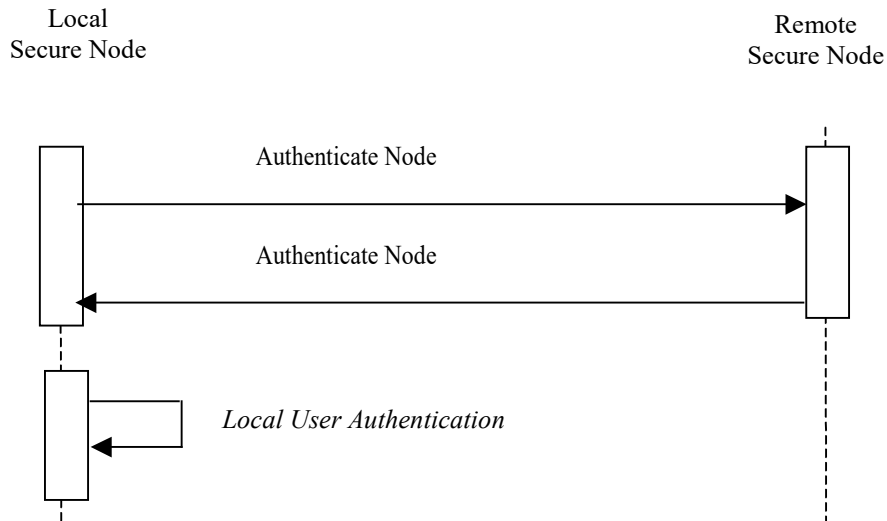 Local
Secure Node
Remote
Secure Node
Authenticate Node
Authenticate Node
Local User Authentication